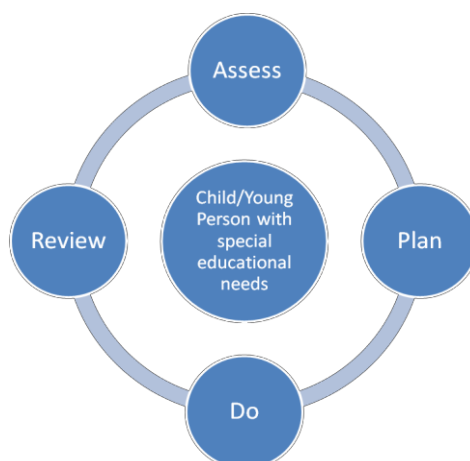 Assess
Child/Young
Person with
special
educational
needs
Review
Plan
Do